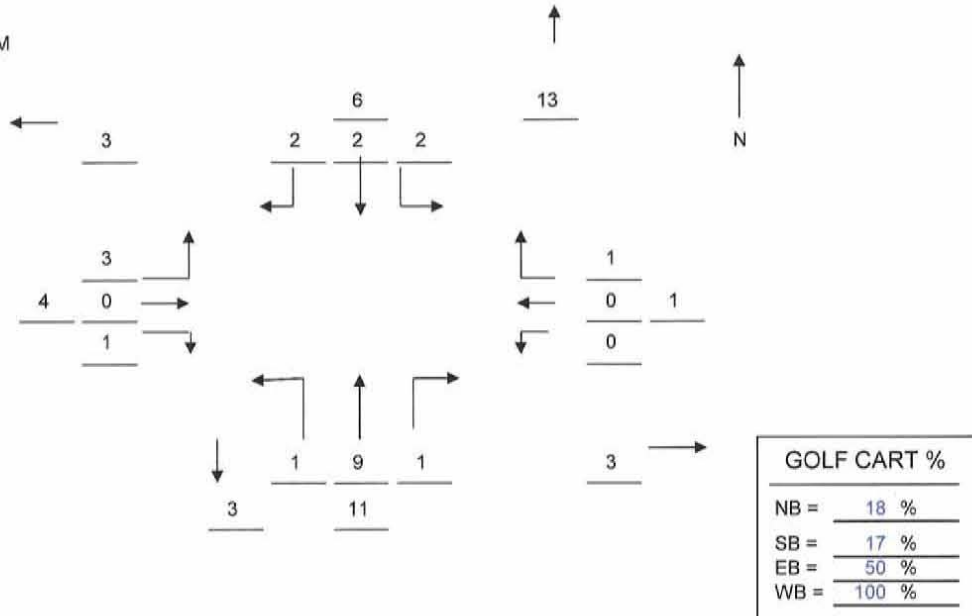 M
6
13
3
2 2 2
N
3
1
4 0
0 1
1
0
1 9 1
3
3
11
GOLF CART %
NB = 18 %
SB = 17 %
EB = 50 %
WB = 100 %